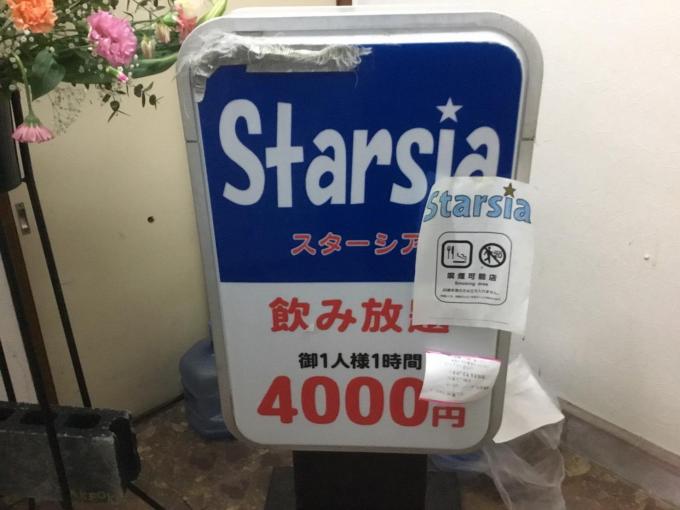 Starsia
スターシア
飲み放題
御1人様1時間
4000円
Starsia
喫煙可能店
Smoking area